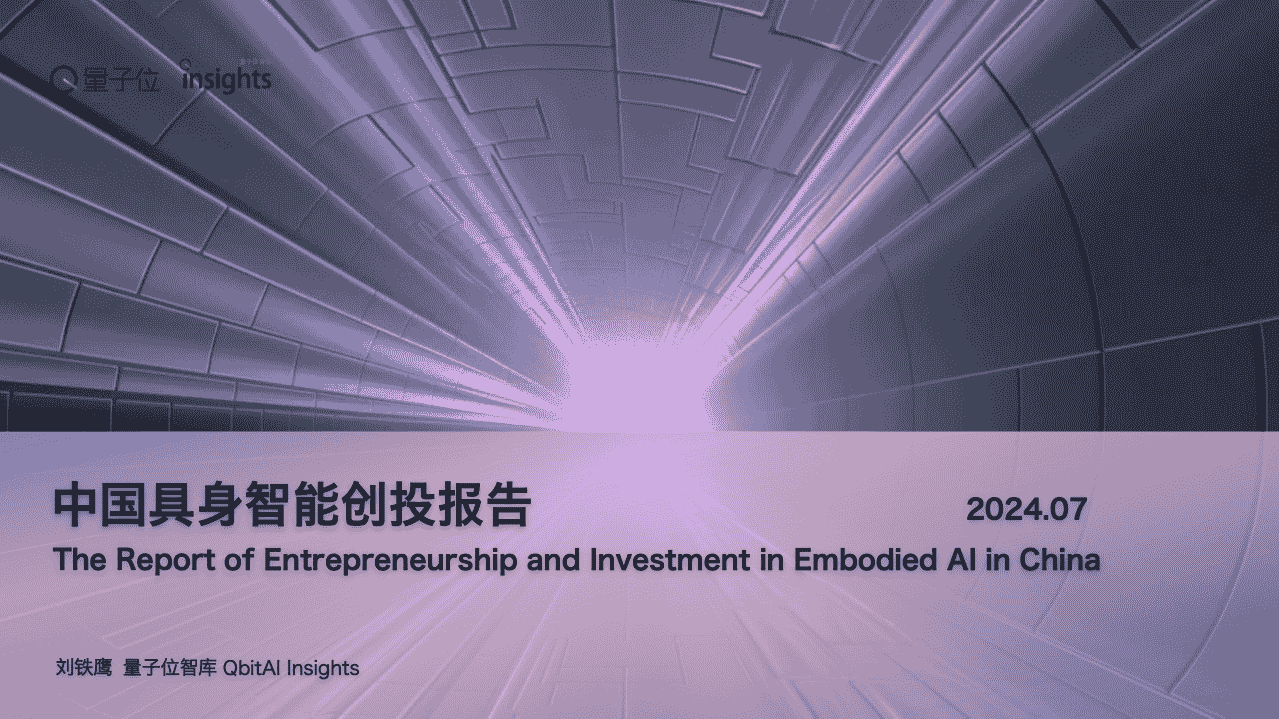 量子位 insights
中国具身智能创投报告
2024.07
The Report of Entrepreneurship and Investment in Embodied AI in China
刘铁鹰 量子位智库 QbitAI Insights